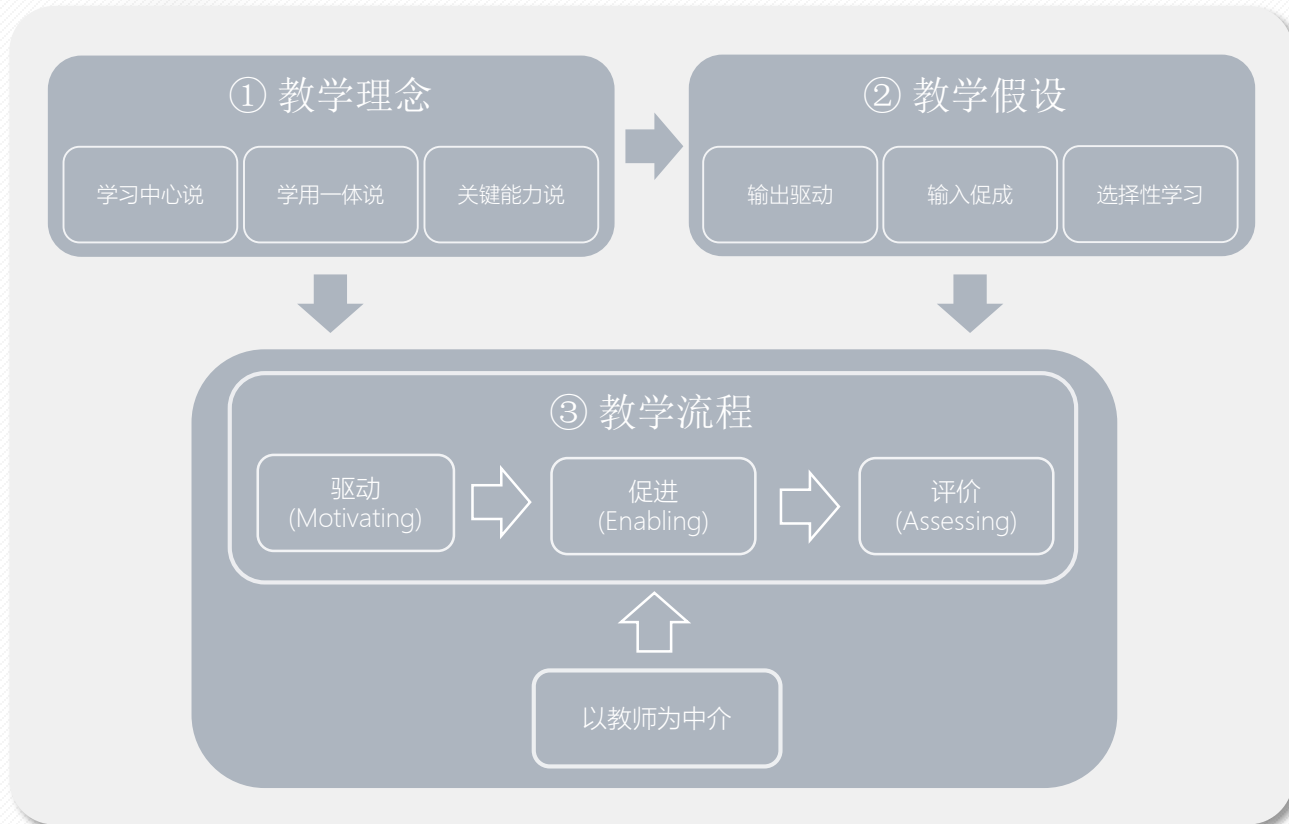 ① 教学理念
学习中心说
学用一体说
关键能力说
② 教学假设
输出驱动
输入促成
选择性学习
③ 教学流程
驱动
(Motivating)
促进
(Enabling)
评价
(Assessing)
以教师为中介